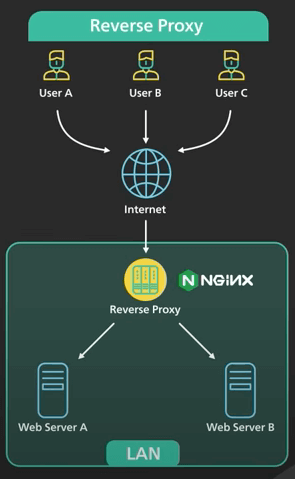 Reverse Proxy
User A
User B
User C
Internet
NGINX
Reverse Proxy
Web Server A
Web Server B
LAN